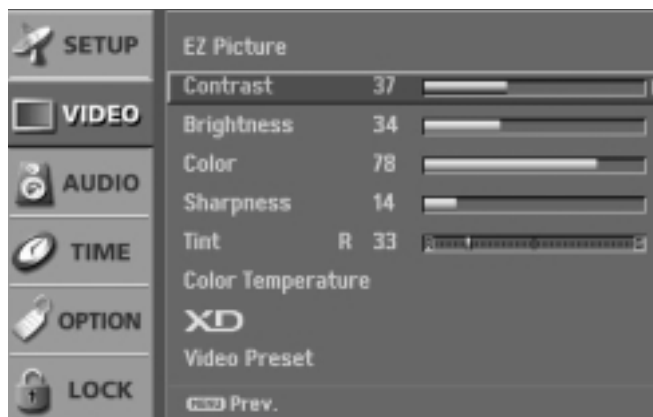 SETUP
VIDEO
AUDIO
TIME
OPTION
LOCK
EZ Picture
Contrast 37
Brightness 34
Color 78
Sharpness 14
Tint R 33
Color Temperature
XD
Video Preset
MENU Prev.